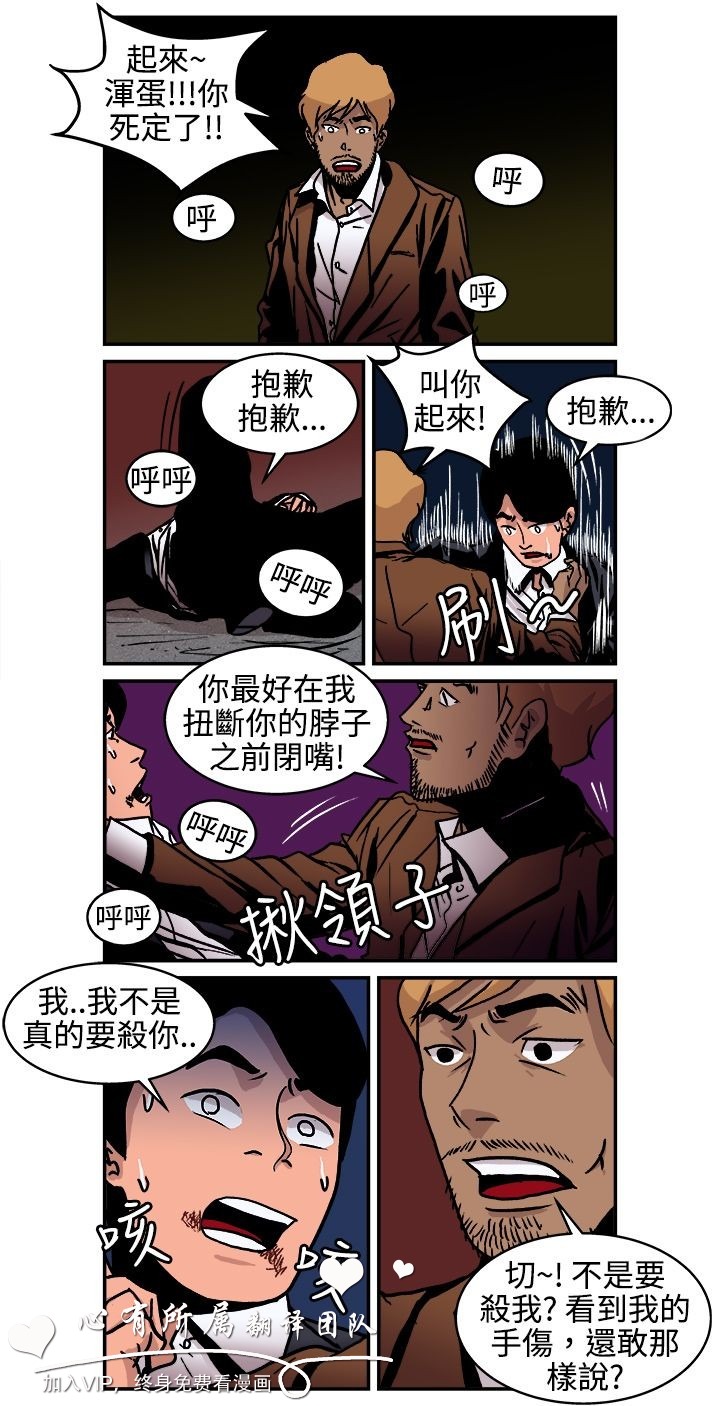 起來~
渾蛋!!!你
死定了!!
呼
呼
呼
抱歉
抱歉...
呼呼
呼呼
叫你
起來!
抱歉...
刷~
你最好在我
扭斷你的脖子
之前閉嘴!
呼呼
呼呼
揪領子
我..我不是
真的要殺你..
咳
咳
切~! 不是要
殺我? 看到我的
手傷，還敢那
樣說?
心有所属翻译团队
加入VIP，终身免费看漫画